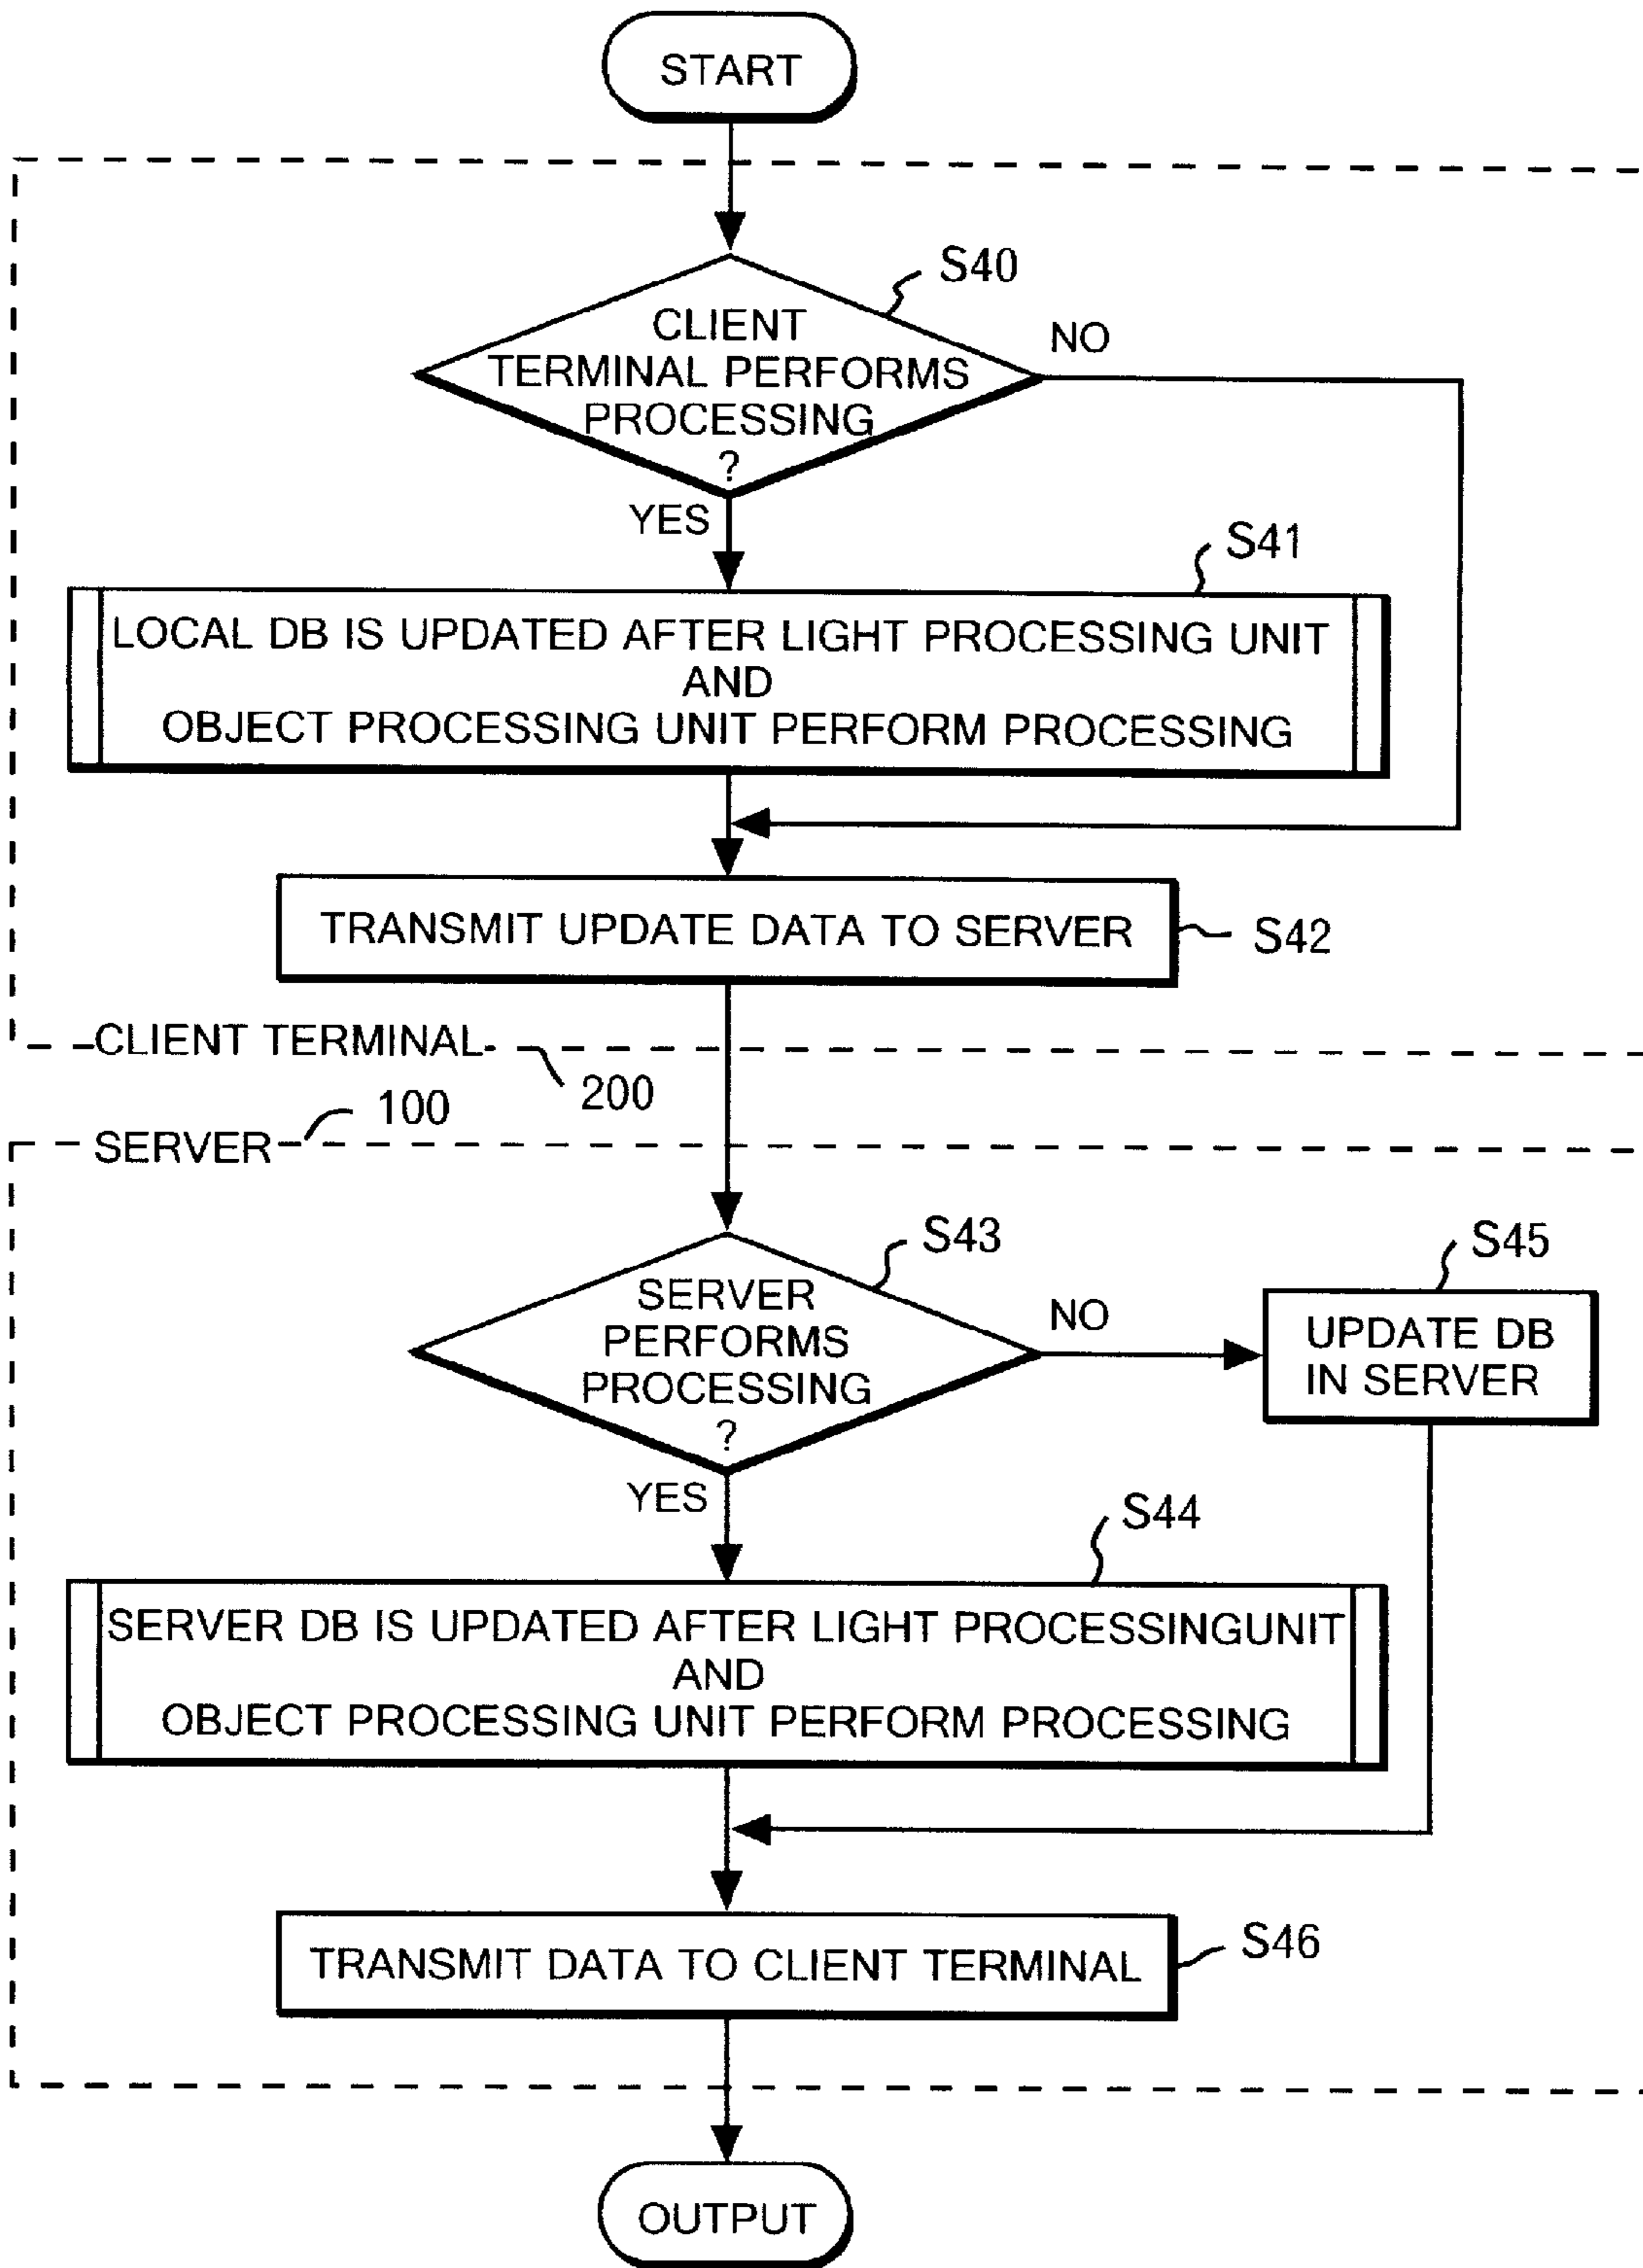 START
S40
CLIENT
TERMINAL PERFORMS
PROCESSING
?
NO
YES
S41
LOCAL DB IS UPDATED AFTER LIGHT PROCESSING UNIT
AND
OBJECT PROCESSING UNIT PERFORM PROCESSING
TRANSMIT UPDATE DATA TO SERVER
S42
CLIENT TERMINAL
200
100
SERVER
S43
SERVER
PERFORMS
PROCESSING
?
NO
S45
UPDATE DB
IN SERVER
YES
S44
SERVER DB IS UPDATED AFTER LIGHT PROCESSINGUNIT
AND
OBJECT PROCESSING UNIT PERFORM PROCESSING
TRANSMIT DATA TO CLIENT TERMINAL
S46
OUTPUT